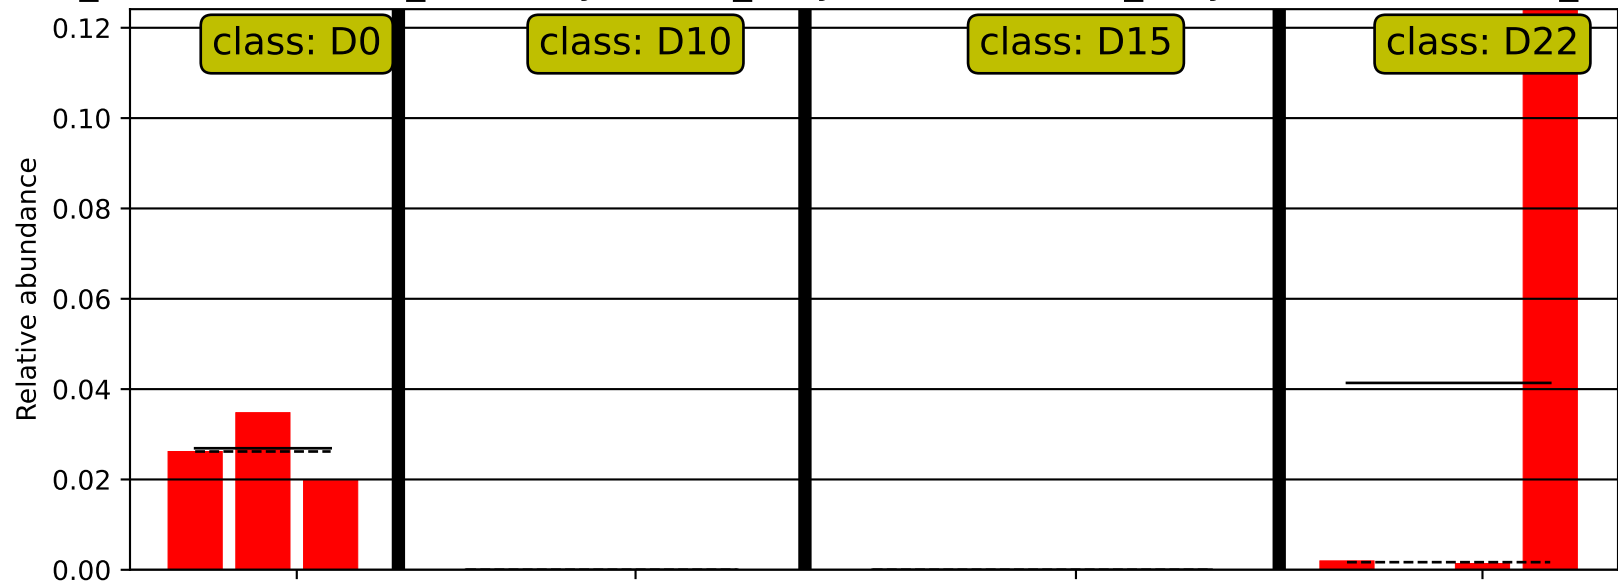 class: D0
class: D10
class: D15
class: D22
Relative abundance
0.12
0.10
0.08
0.06
0.04
0.02
0.00